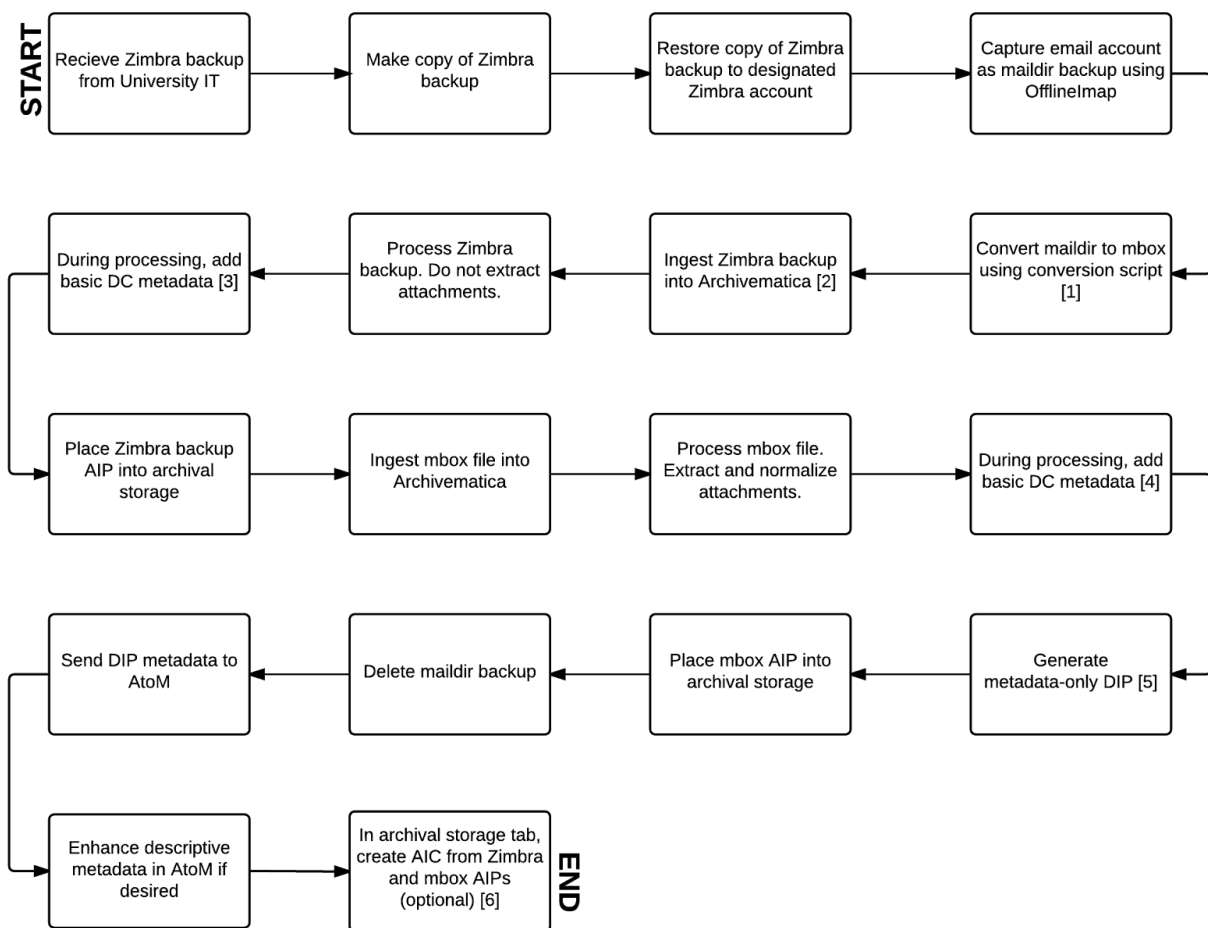 START
Recieve Zimbra backup
from University IT
Make copy of Zimbra
backup
Restore copy of Zimbra
backup to designated
Zimbra account
Capture email account
as maildir backup using
OfflineImap
Convert maildir to mbox
using conversion script
[1]
Ingest Zimbra backup
into Archivematica [2]
Process Zimbra
backup. Do not extract
attachments.
During processing, add
basic DC metadata [3]
Place Zimbra backup
AIP into archival
storage
Ingest mbox file into
Archivematica
Process mbox file.
Extract and normalize
attachments.
During processing, add
basic DC metadata [4]
Generate
metadata-only DIP [5]
Place mbox AIP into
archival storage
Delete maildir backup
Send DIP metadata to
AtoM
Enhance descriptive
metadata in AtoM if
desired
In archival storage tab,
create AIC from Zimbra
and mbox AIPs
(optional) [6]
END